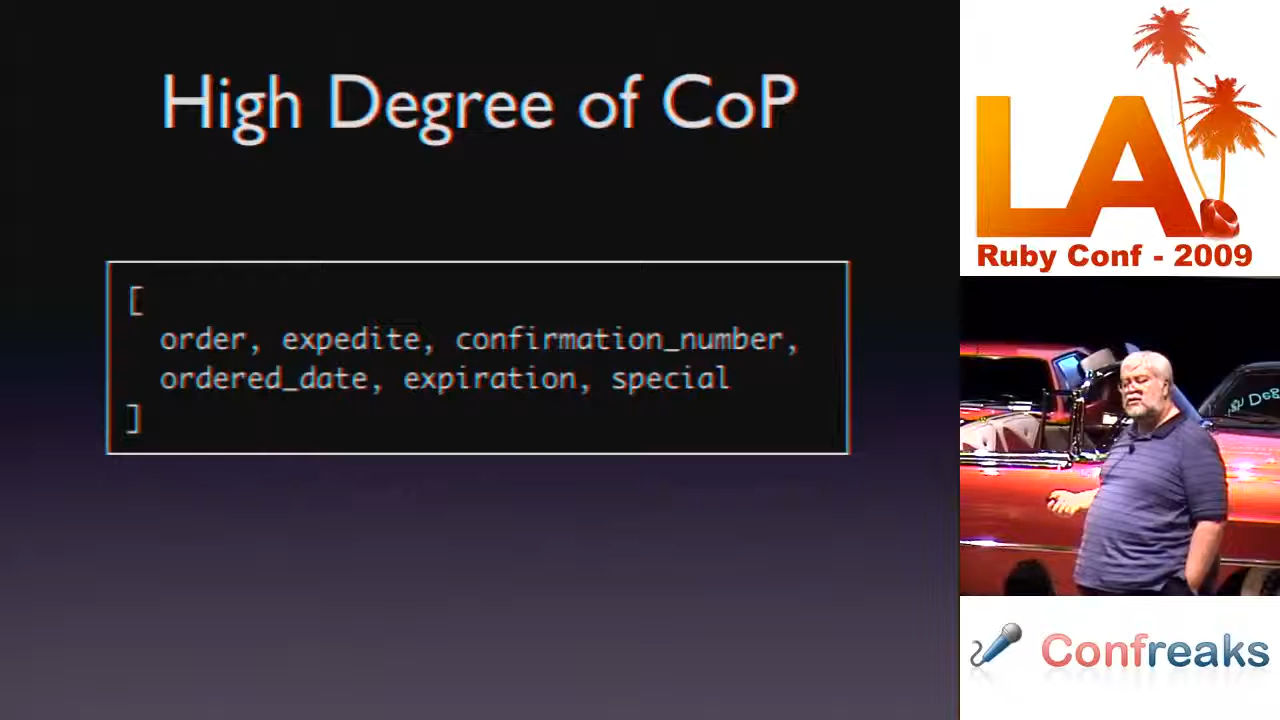 High Degree of CoP
[
order, expedite, confirmation_number,
ordered_date, expiration, special
]
LA
Ruby Conf - 2009
Confreaks